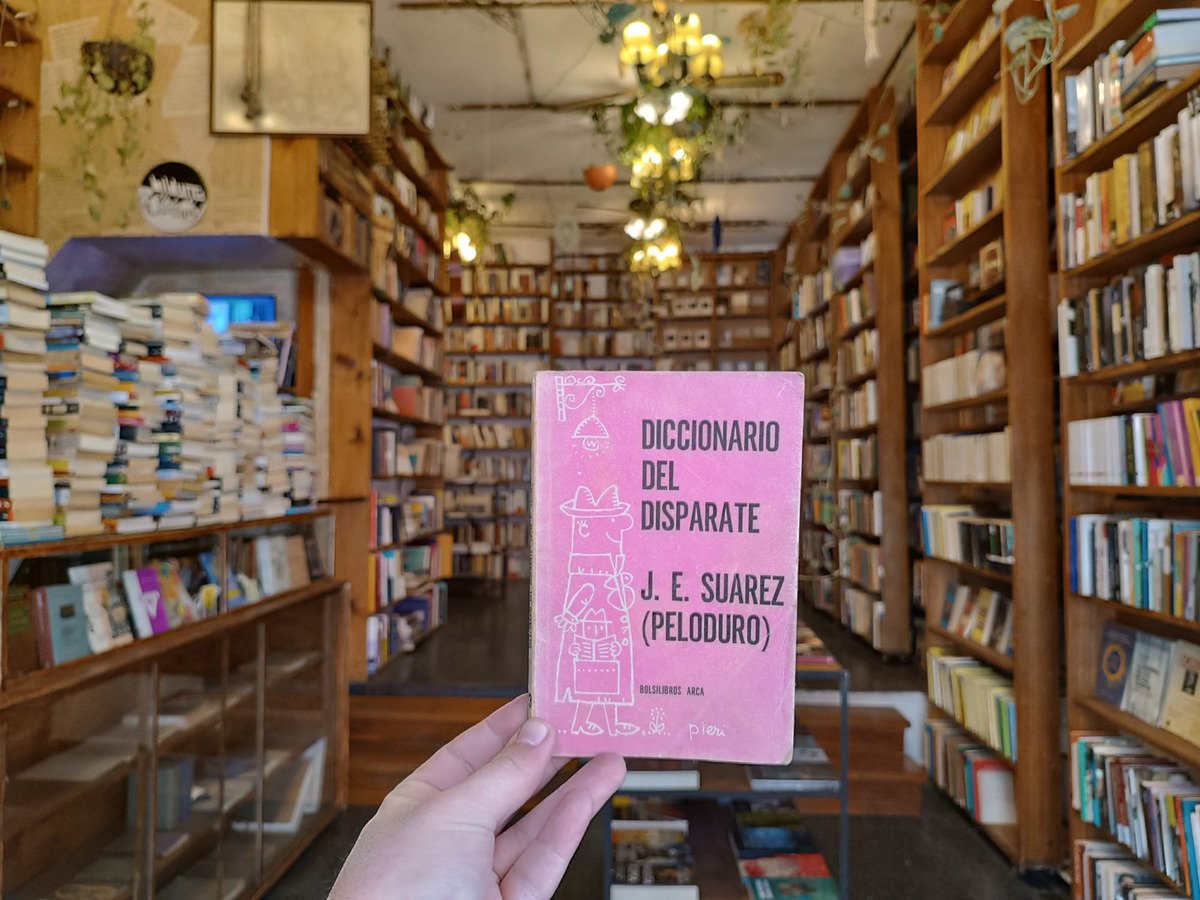 DICCIONARIO
DEL
DISPARATE
J. E. SUAREZ
(PELODURO)
BOLSILIBROS ARCA
pieri
W